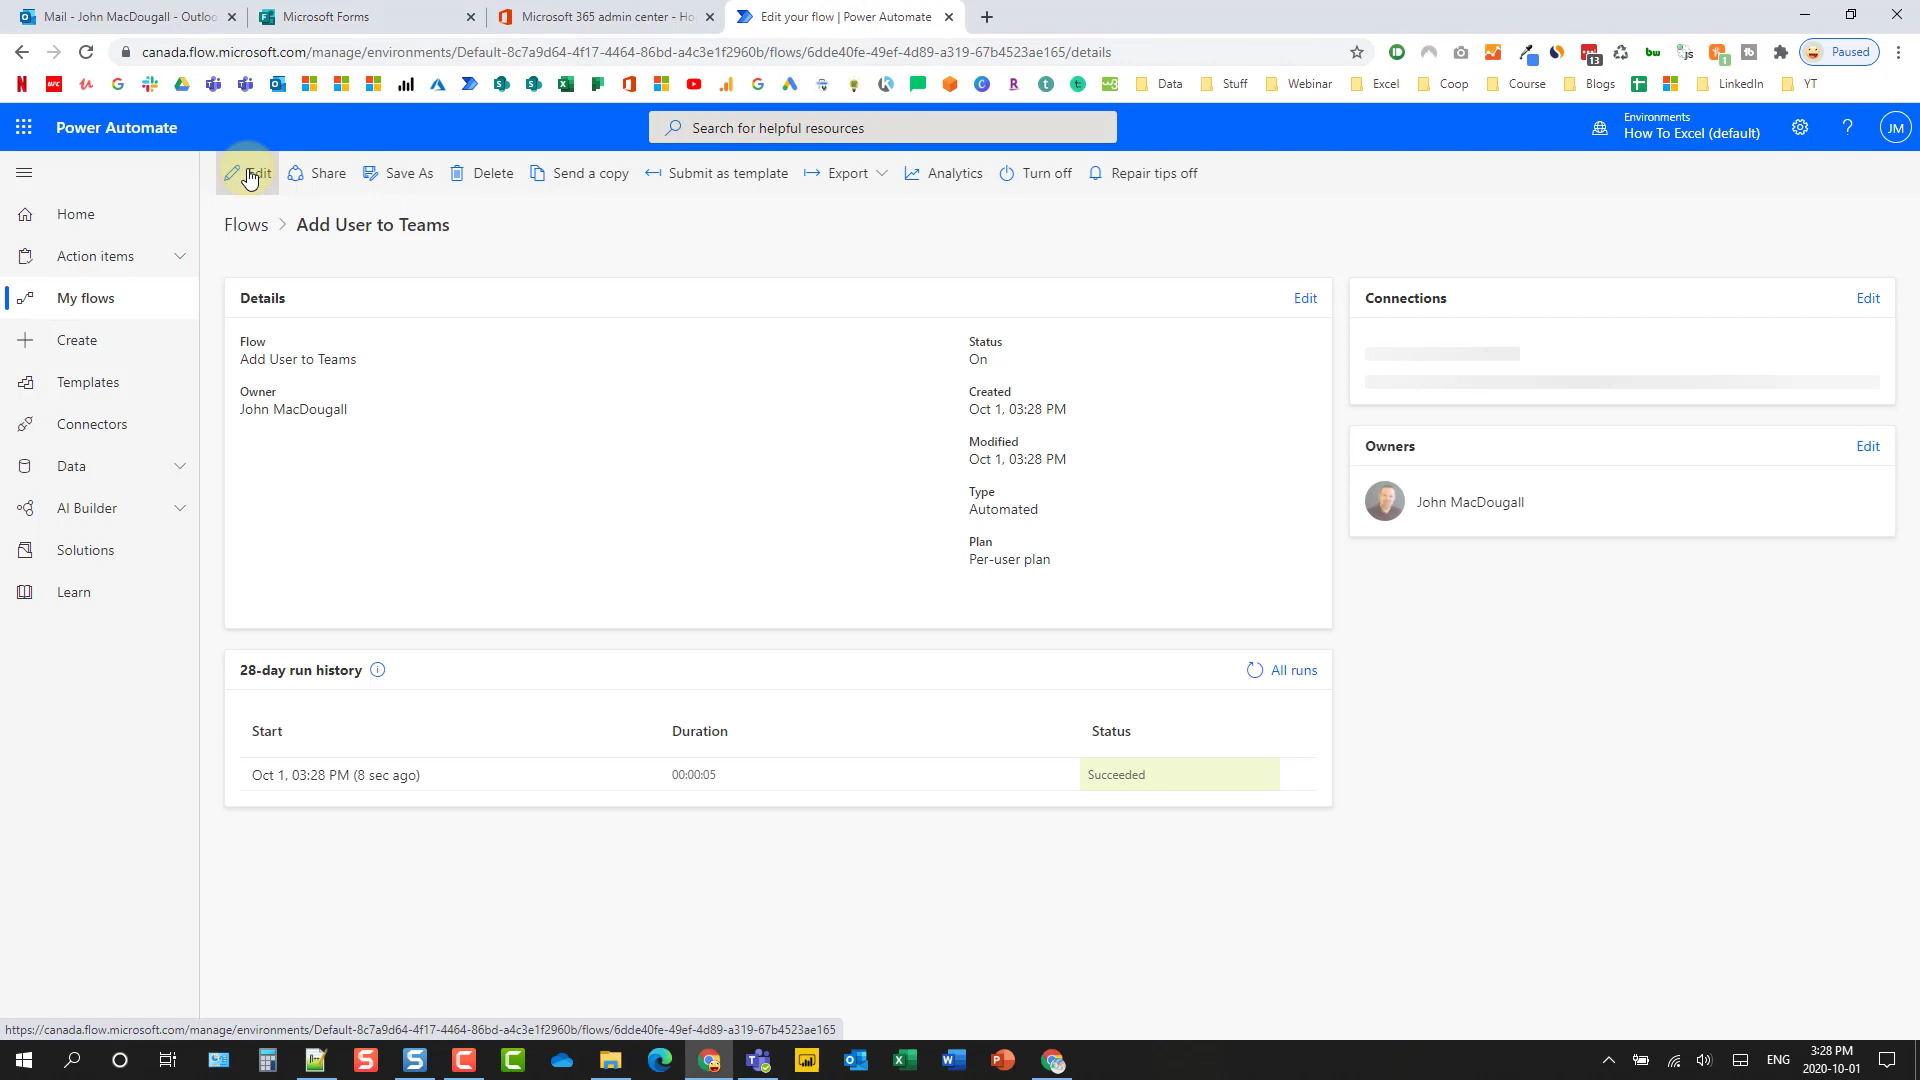 Mail - John MacDougall - Outloo
Microsoft Forms
Microsoft 365 admin center - Ho
Edit your flow | Power Automate
canada.flow.microsoft.com/manage/environments/Default-8c7a9d64-4f17-4464-86bd-a4c3e1f2960b/flows/6dde40fe-49ef-4d89-a319-67b4523ae165/details
Paused
Data
Stuff
Webinar
Excel
Coop
Course
Blogs
LinkedIn
YT
Power Automate
Search for helpful resources
Environments
How To Excel (default)
JM
Edit
Share
Save As
Delete
Send a copy
Submit as template
Export
Analytics
Turn off
Repair tips off
Home
Action items
My flows
Create
Templates
Connectors
Data
AI Builder
Solutions
Learn
Flows > Add User to Teams
Details
Edit
Flow
Add User to Teams
Owner
John MacDougall
Status
On
Created
Oct 1, 03:28 PM
Modified
Oct 1, 03:28 PM
Type
Automated
Plan
Per-user plan
Connections
Edit
Owners
Edit
John MacDougall
28-day run history
All runs
Start
Duration
Status
Oct 1, 03:28 PM (8 sec ago)
00:00:05
Succeeded
https://canada.flow.microsoft.com/manage/environments/Default-8c7a9d64-4f17-4464-86bd-a4c3e1f2960b/flows/6dde40fe-49ef-4d89-a319-67b4523ae165
ENG
3:28 PM
2020-10-01